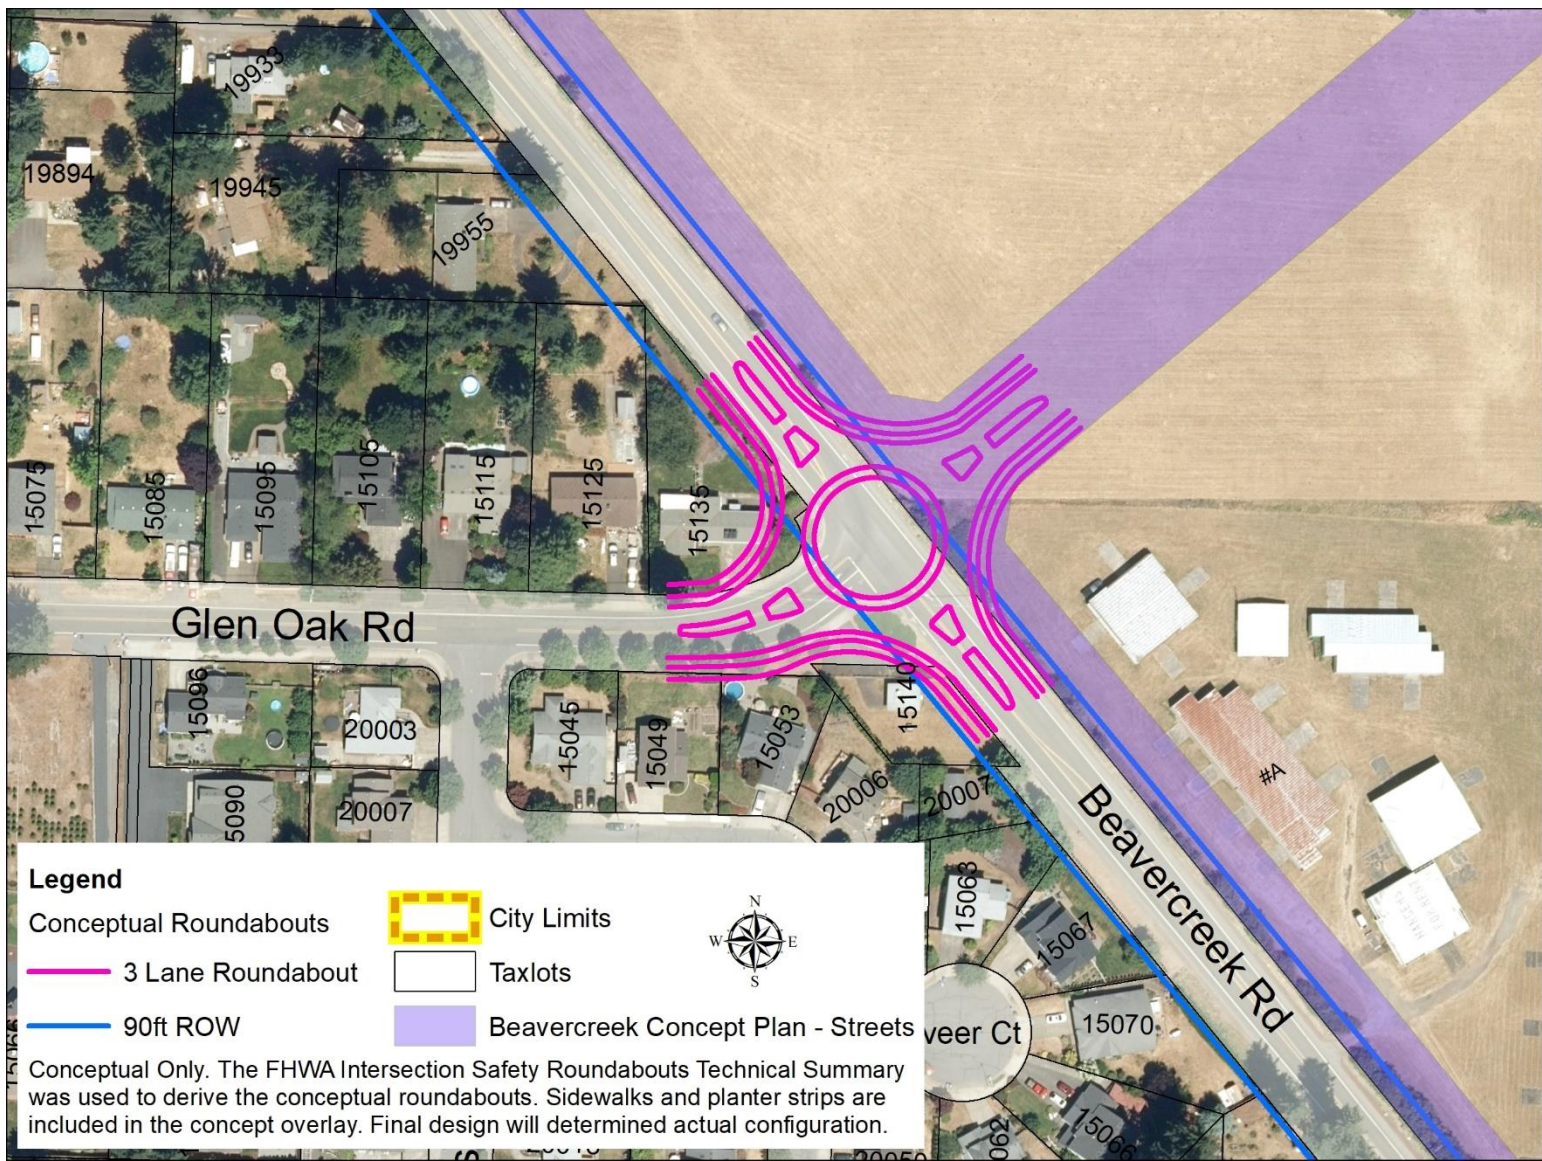 19933
19894
19945
19955
15075
15085
15095
15105
15115
15125
15135
Glen Oak Rd
15096
20003
15045
15049
15053
15140
5090
20007
20006
20007
#A
Beavercreek Rd
15063
15067
15070
veer Ct
15066
Legend
Conceptual Roundabouts
3 Lane Roundabout
90ft ROW
City Limits
Taxlots
Beavercreek Concept Plan - Streets
N
W
E
S
Conceptual Only. The FHWA Intersection Safety Roundabouts Technical Summary
was used to derive the conceptual roundabouts. Sidewalks and planter strips are
included in the concept overlay. Final design will determined actual configuration.